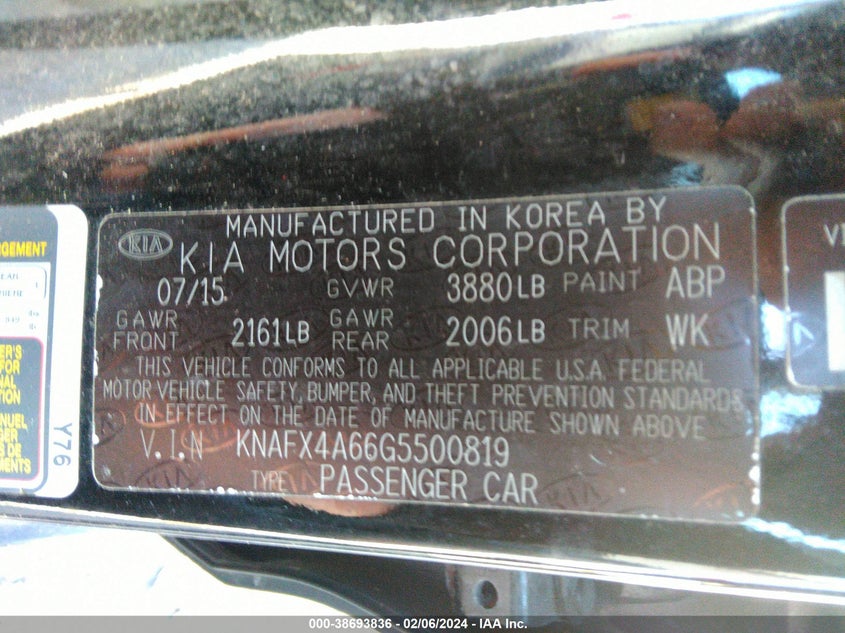 MANUFACTURED IN KOREA BY
KIA KIA MOTORS CORPORATION
07/15 GVWR 3880LB PAINT ABP
GAWR FRONT 2161LB GAWR REAR 2006LB TRIM WK
THIS VEHICLE CONFORMS TO ALL APPLICABLE U.S.A. FEDERAL
MOTOR VEHICLE SAFETY, BUMPER, AND THEFT PREVENTION STANDARDS
IN EFFECT ON THE DATE OF MANUFACTURE SHOWN ABOVE
V.I.N KNAFX4A66G5500819
TYPE PASSENGER CAR
Y76
VI
000-38693836 - 02/06/2024 - IAA Inc.